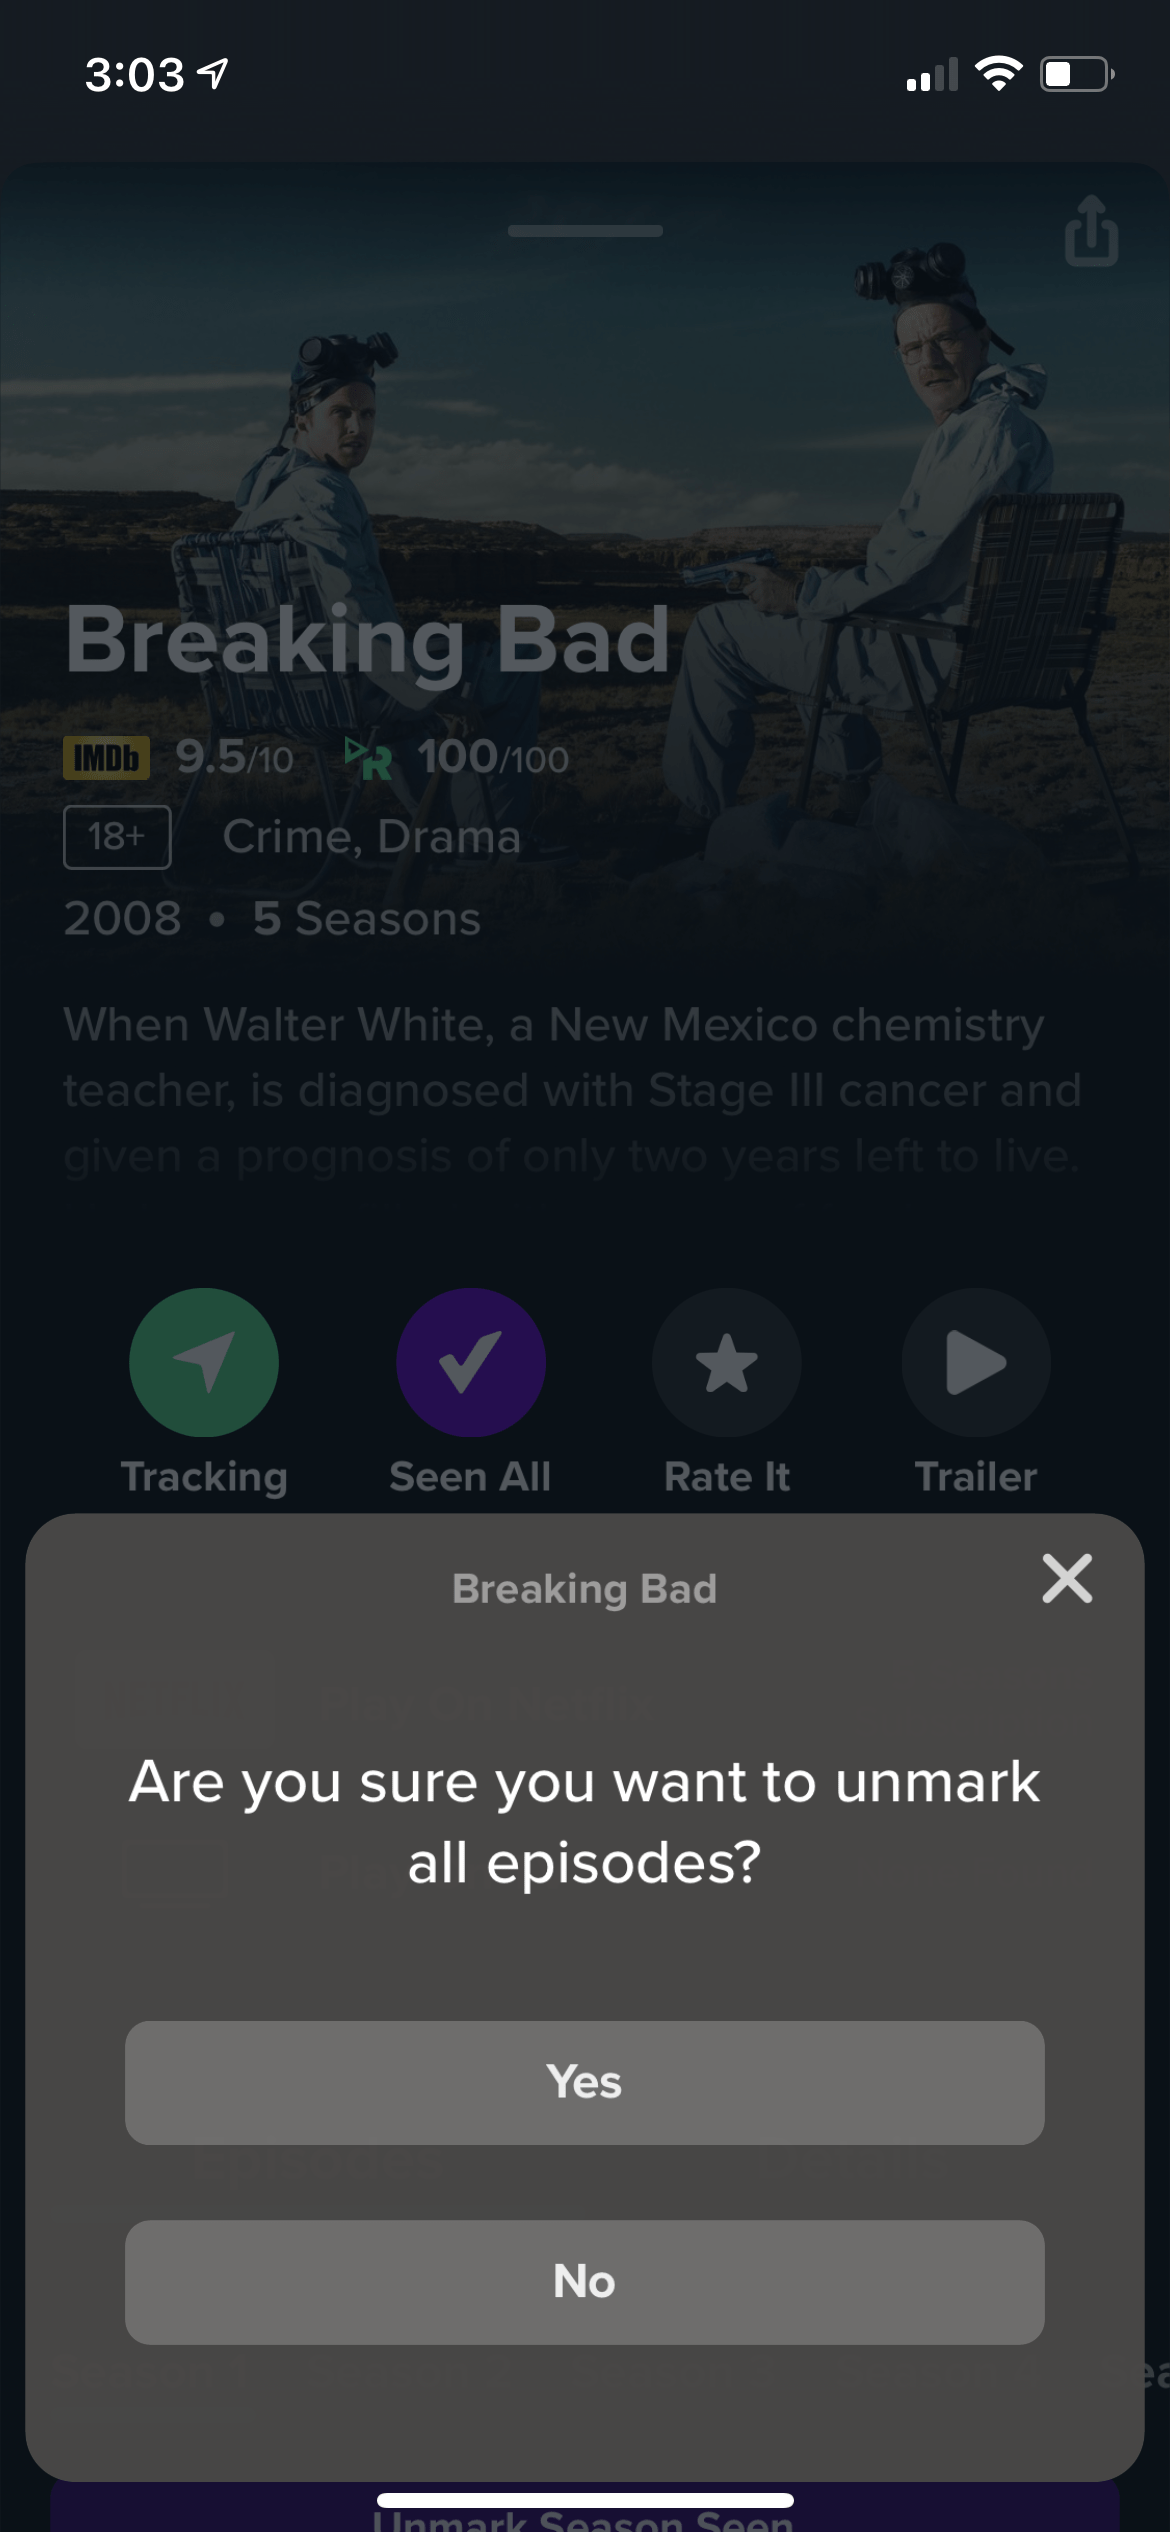 3:03
Breaking Bad
IMDb 9.5/10 R 100/100
18+ Crime, Drama
2008 • 5 Seasons
When Walter White, a New Mexico chemistry
teacher, is diagnosed with Stage III cancer and
given a prognosis of only two years left to live.
Tracking Seen All Rate It Trailer
Breaking Bad
Are you sure you want to unmark
all episodes?
Yes
Episodes Details
No
Unmark Season Seen